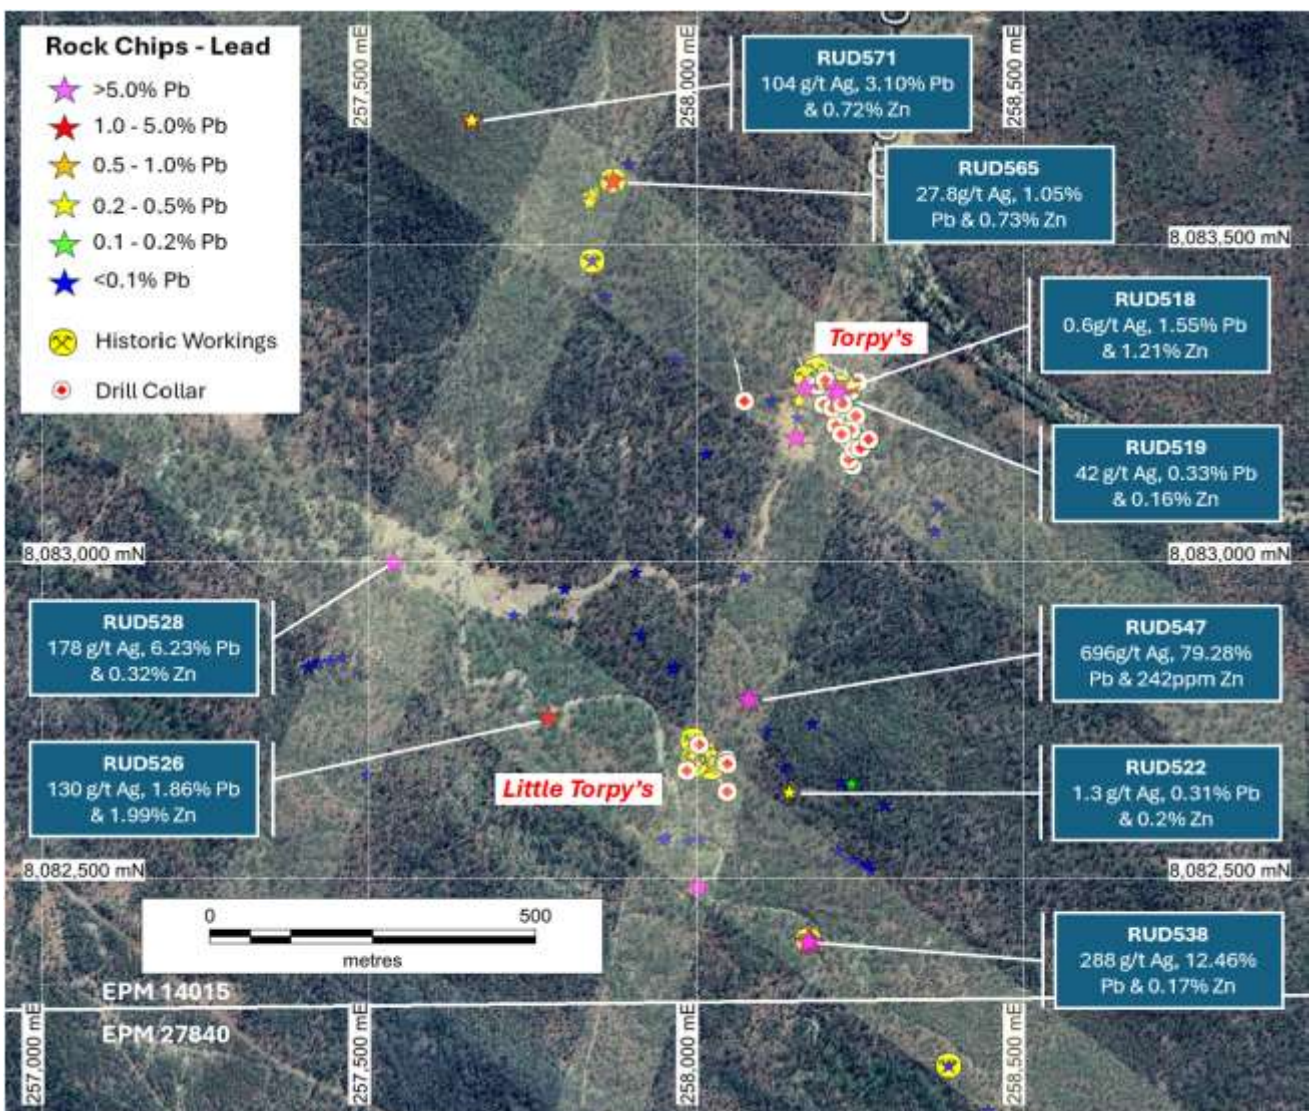 Rock Chips - Lead
>5.0% Pb
1.0 - 5.0% Pb
0.5 - 1.0% Pb
0.2 - 0.5% Pb
0.1 - 0.2% Pb
<0.1% Pb
Historic Workings
Drill Collar
257,500 mE
258,000 mE
258,500 mE
RUD571
104 g/t Ag, 3.10% Pb
& 0.72% Zn
RUD565
27.8g/t Ag, 1.05%
Pb & 0.73% Zn
8,083,500 mN
RUD518
0.6g/t Ag, 1.55% Pb
& 1.21% Zn
Torpy's
RUD519
42 g/t Ag, 0.33% Pb
& 0.16% Zn
8,083,000 mN
8,083,000 mN
RUD528
178 g/t Ag, 6.23% Pb
& 0.32% Zn
RUD547
696g/t Ag, 79.28%
Pb & 242ppm Zn
RUD526
130 g/t Ag, 1.86% Pb
& 1.99% Zn
Little Torpy's
RUD522
1.3 g/t Ag, 0.31% Pb
& 0.2% Zn
8,082,500 mN
8,082,500 mN
0
500
metres
RUD538
288 g/t Ag, 12.46%
Pb & 0.17% Zn
EPM 14015
EPM 27840
257,000 mE
257,500 mE
258,000 mE
258,500 mE